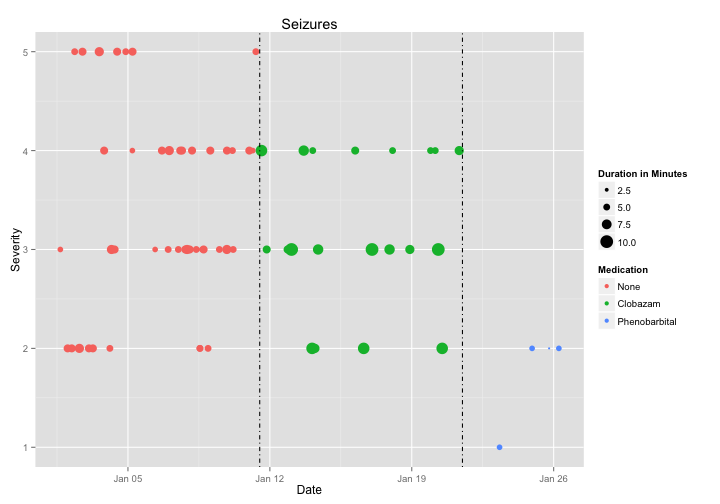 Seizures
Severity
5
4
3
2
1
Jan 05
Jan 12
Jan 19
Jan 26
Date
Duration in Minutes
2.5
5.0
7.5
10.0
Medication
None
Clobazam
Phenobarbital